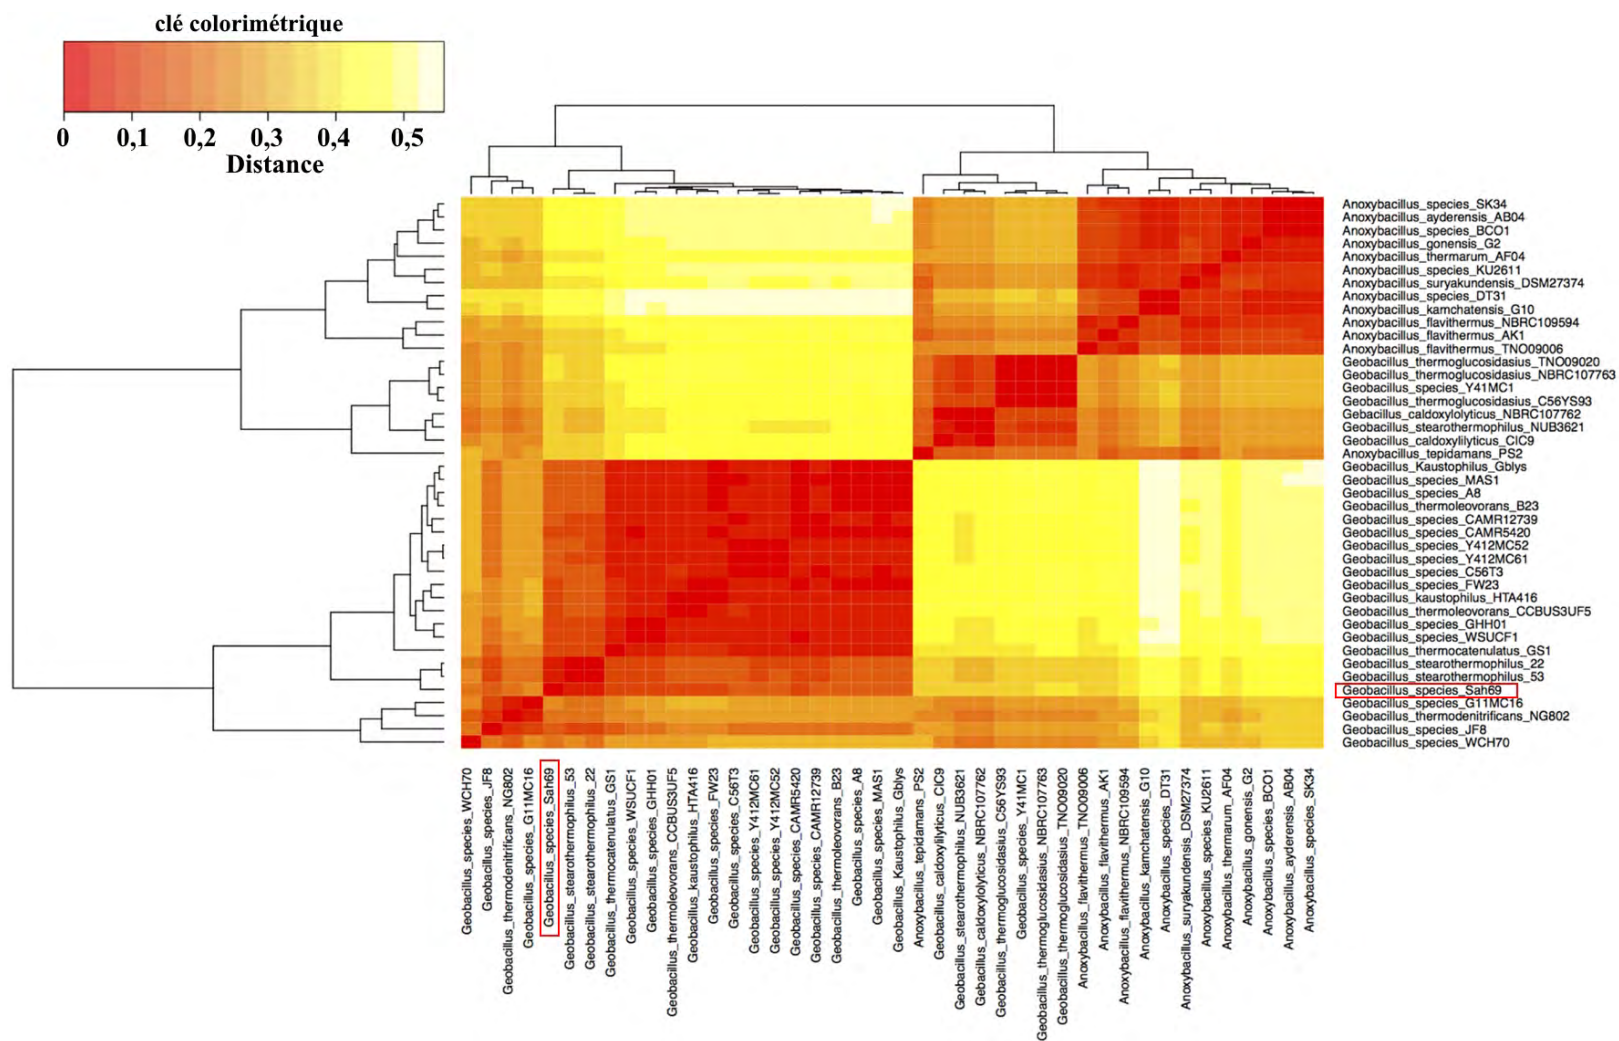 clé colorimétrique
0 0,1 0,2 0,3 0,4 0,5
Distance
Anoxybacillus_species_SK34
Anoxybacillus_ayderensis_AB04
Anoxybacillus_species_BCO1
Anoxybacillus_gonensis_G2
Anoxybacillus_thermarum_AF04
Anoxybacillus_species_KU2611
Anoxybacillus_suryakundensis_DSM27374
Anoxybacillus_species_DT31
Anoxybacillus_kamchatensis_G10
Anoxybacillus_flavithermus_NBRC109594
Anoxybacillus_flavithermus_AK1
Anoxybacillus_flavithermus_TNO09006
Geobacillus_thermoglucosidasius_TNO09020
Geobacillus_thermoglucosidasius_NBRC107763
Geobacillus_species_Y41MC1
Geobacillus_thermoglucosidasius_C56YS93
Gebacillus_caldoxylolyticus_NBRC107762
Geobacillus_stearothermophilus_NUB3621
Geobacillus_caldoxylilyticus_CIC9
Anoxybacillus_tepidamans_PS2
Geobacillus_Kaustophilus_Gblys
Geobacillus_species_MAS1
Geobacillus_species_A8
Geobacillus_thermoleovorans_B23
Geobacillus_species_CAMR12739
Geobacillus_species_CAMR5420
Geobacillus_species_Y412MC52
Geobacillus_species_Y412MC61
Geobacillus_species_C56T3
Geobacillus_species_FW23
Geobacillus_kaustophilus_HTA416
Geobacillus_thermoleovorans_CCBUS3UF5
Geobacillus_species_GHH01
Geobacillus_species_WSUCF1
Geobacillus_thermocatenulatus_GS1
Geobacillus_stearothermophilus_22
Geobacillus_stearothermophilus_53
Geobacillus_species_Sah69
Geobacillus_species_G11MC16
Geobacillus_thermodenitrificans_NG802
Geobacillus_species_JF8
Geobacillus_species_WCH70
Geobacillus_species_WCH70
Geobacillus_species_JF8
Geobacillus_thermodenitrificans_NG802
Geobacillus_species_G11MC16
Geobacillus_species_Sah69
Geobacillus_stearothermophilus_53
Geobacillus_stearothermophilus_22
Geobacillus_thermocatenulatus_GS1
Geobacillus_species_WSUCF1
Geobacillus_species_GHH01
Geobacillus_thermoleovorans_CCBUS3UF5
Geobacillus_kaustophilus_HTA416
Geobacillus_species_FW23
Geobacillus_species_C56T3
Geobacillus_species_Y412MC61
Geobacillus_species_Y412MC52
Geobacillus_species_CAMR5420
Geobacillus_species_CAMR12739
Geobacillus_thermoleovorans_B23
Geobacillus_species_A8
Geobacillus_species_MAS1
Geobacillus_Kaustophilus_Gblys
Anoxybacillus_tepidamans_PS2
Geobacillus_caldoxylilyticus_CIC9
Geobacillus_stearothermophilus_NUB3621
Gebacillus_caldoxylolyticus_NBRC107762
Geobacillus_thermoglucosidasius_C56YS93
Geobacillus_species_Y41MC1
Geobacillus_thermoglucosidasius_NBRC107763
Geobacillus_thermoglucosidasius_TNO09020
Anoxybacillus_flavithermus_TNO09006
Anoxybacillus_flavithermus_AK1
Anoxybacillus_flavithermus_NBRC109594
Anoxybacillus_kamchatensis_G10
Anoxybacillus_species_DT31
Anoxybacillus_suryakundensis_DSM27374
Anoxybacillus_species_KU2611
Anoxybacillus_thermarum_AF04
Anoxybacillus_gonensis_G2
Anoxybacillus_species_BCO1
Anoxybacillus_ayderensis_AB04
Anoxybacillus_species_SK34